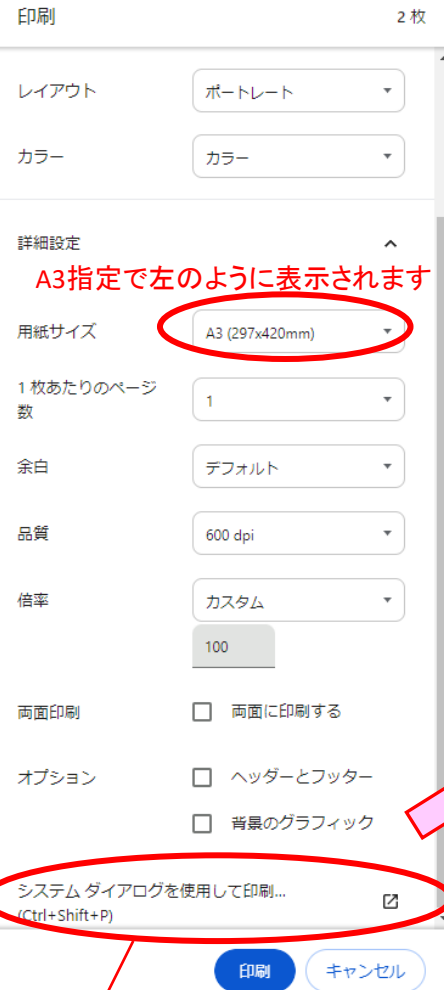 印刷 2 枚
レイアウト ポートレート
カラー カラー
詳細設定
A3指定で左のように表示されます
用紙サイズ A3 (297x420mm)
1 枚あたりのページ
数 1
余白 デフォルト
品質 600 dpi
倍率 カスタム
100
両面印刷 両面に印刷する
オプション ヘッダーとフッター
背景のグラフィック
システム ダイアログを使用して印刷...
(Ctrl+Shift+P)
印刷 キャンセル